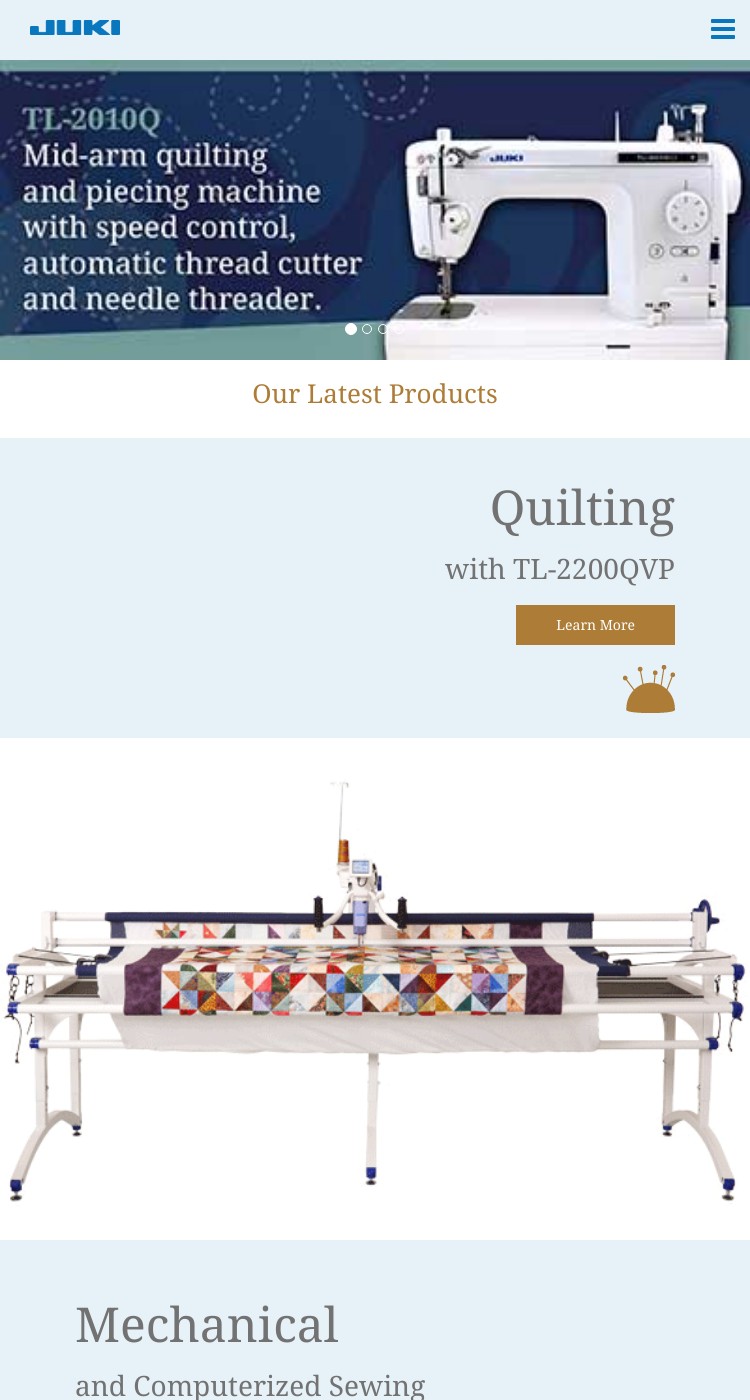 JUKI
TL-2010Q
Mid-arm quilting
and piecing machine
with speed control,
automatic thread cutter
and needle threader.
JUKI
Our Latest Products
Quilting
with TL-2200QVP
Learn More
Mechanical
and Computerized Sewing